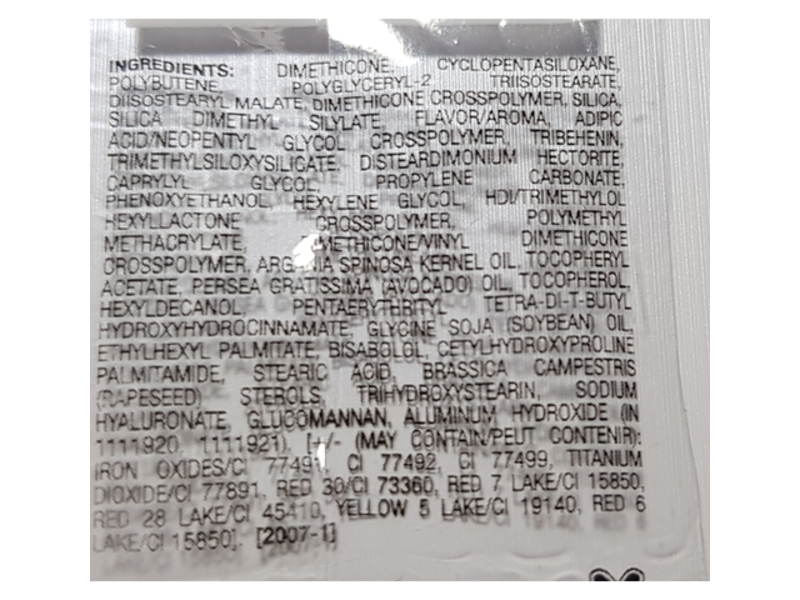 INGREDIENTS: DIMETHICONE, CYCLOPENTASILOXANE,
POLYBUTENE, POLYGLYCERYL-2 TRIISOSTEARATE,
DIISOSTEARYL MALATE, DIMETHICONE CROSSPOLYMER, SILICA,
SILICA DIMETHYL SILYLATE, FLAVOR/AROMA, ADIPIC
ACID/NEOPENTYL GLYCOL CROSSPOLYMER, TRIBEHENIN,
TRIMETHYLSILOXYSILICATE, DISTEARDIMONIUM HECTORITE,
CAPRYLYL GLYCOL, PROPYLENE CARBONATE,
PHENOXYETHANOL, HEXYLENE GLYCOL, HDI/TRIMETHYLOL
HEXYLLACTONE CROSSPOLYMER, POLYMETHYL
METHACRYLATE, METHICONE/VINYL DIMETHICONE
CROSSPOLYMER, ARGANIA SPINOSA KERNEL OIL, TOCOPHERYL
ACETATE, PERSEA GRATISSIMA (AVOCADO) OIL, TOCOPHEROL,
HEXYLDECANOL, PENTAERYTHRITYL TETRA-DI-T-BUTYL
HYDROXYHYDROCINNAMATE, GLYCINE SOJA (SOYBEAN) OIL,
ETHYLHEXYL PALMITATE, BISABOLOL, CETYLHYDROXYPROLINE
PALMITAMIDE, STEARIC ACID, BRASSICA CAMPESTRIS
(RAPESEED) STEROLS, TRIHYDROXYSTEARIN, SODIUM
HYALURONATE, GLUCOMANNAN, ALUMINUM HYDROXIDE (IN
1111920, 1111921), [+/- (MAY CONTAIN/PEUT CONTENIR):
IRON OXIDES/CI 77491, CI 77492, CI 77499, TITANIUM
DIOXIDE/CI 77891, RED 30/CI 73360, RED 7 LAKE/CI 15850,
RED 28 LAKE/CI 45410, YELLOW 5 LAKE/CI 19140, RED 6
LAKE/CI 15850]. [2007-1]